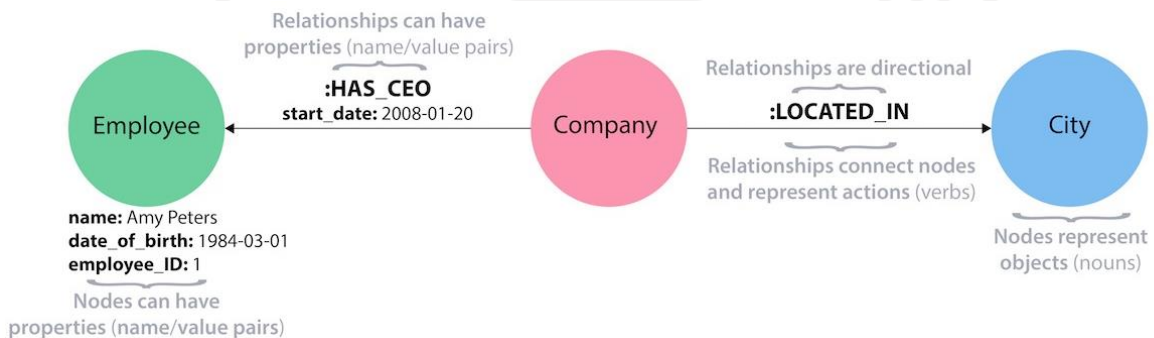 Relationships can have
properties (name/value pairs)
:HAS_CEO
start_date: 2008-01-20
Relationships are directional
:LOCATED_IN
Employee
Company
City
Relationships connect nodes
and represent actions (verbs)
name: Amy Peters
date_of_birth: 1984-03-01
employee_ID: 1
Nodes can have
properties (name/value pairs)
Nodes represent
objects (nouns)